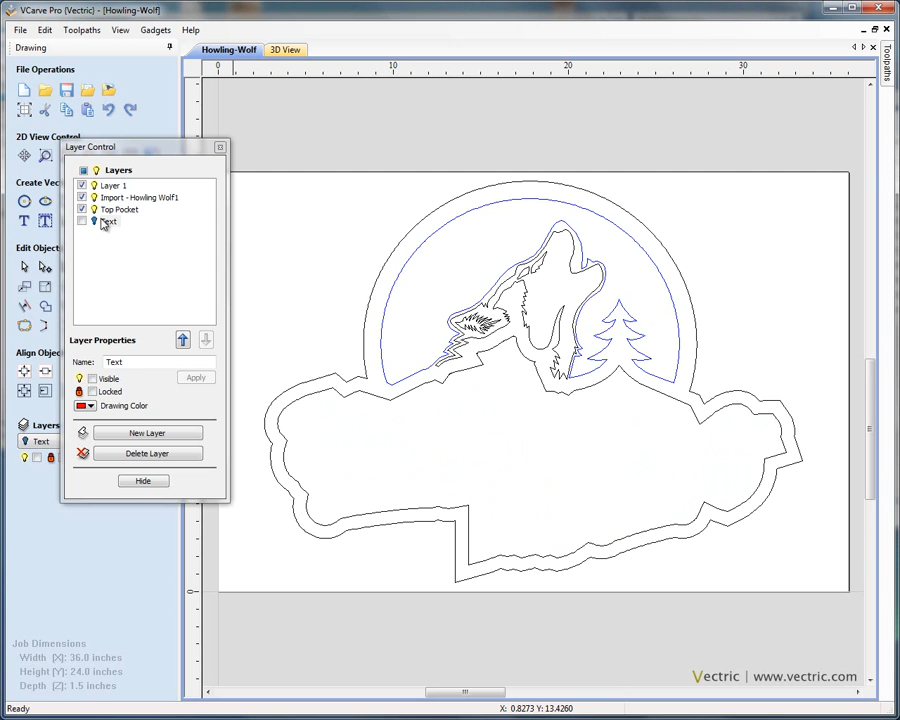 VCarve Pro {Vectric} - [Howling-Wolf]
File Edit Toolpaths View Gadgets Help
Drawing
Howling-Wolf 3D View
Toolpaths
File Operations
0 10 20 30
2D View Control
Layer Control
Layers
Layer 1
Import - Howling Wolf1
Top Pocket
Text
Create Vec
Edit Objec
Layer Properties
Name: Text
Visible
Apply
Locked
Drawing Color
Align Obje
New Layer
Delete Layer
Hide
Layers
Text
0
Job Dimensions
Width [X]: 36.0 inches
Height [Y]: 24.0 inches
Depth [Z]: 1.5 inches
Vectric | www.vectric.com
Ready
X: 0.8273 Y: 13.4260